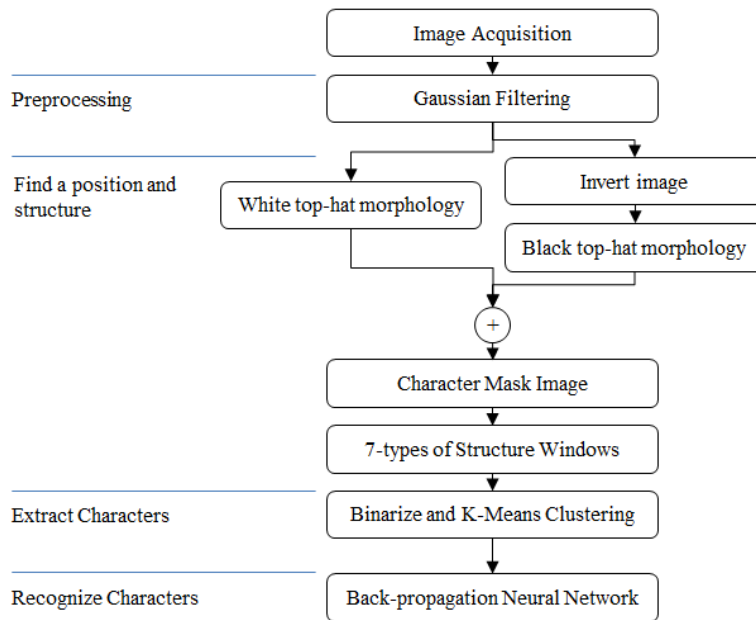 Image Acquisition
Preprocessing
Gaussian Filtering
Find a position and
structure
White top-hat morphology
Invert image
Black top-hat morphology
+
Character Mask Image
7-types of Structure Windows
Extract Characters
Binarize and K-Means Clustering
Recognize Characters
Back-propagation Neural Network